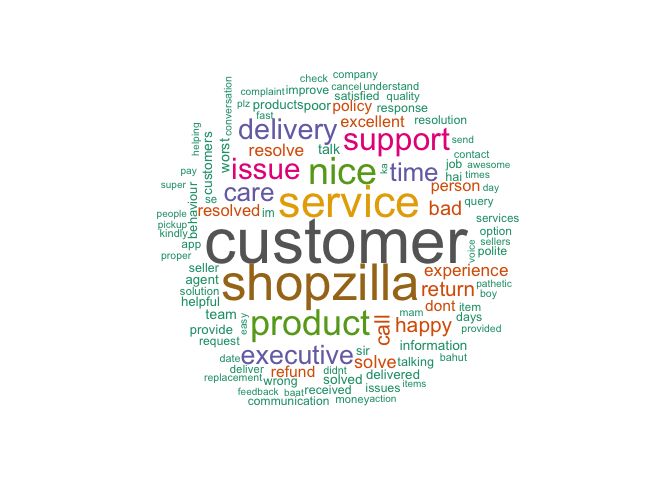 check company
complaint improve cancel understand
plz products poor satisfied quality
conversation fast policy response
delivery excellent resolution
helping worst resolve talk support send
customers issue nice ka time contact
pay job awesome
super behaviour se care hai times
person day
people resolved im service bad query
pickup services
kindly customer option
app voice sellers
proper polite
seller shopzilla experience
agent pathetic
solution return boy
helpful mam dont item
team product call happy days
provide easy provided
request sir information
date executive solve talking bahut
deliver refund didnt delivered
replacement wrong solved issues items
feedback baat received
communication money action